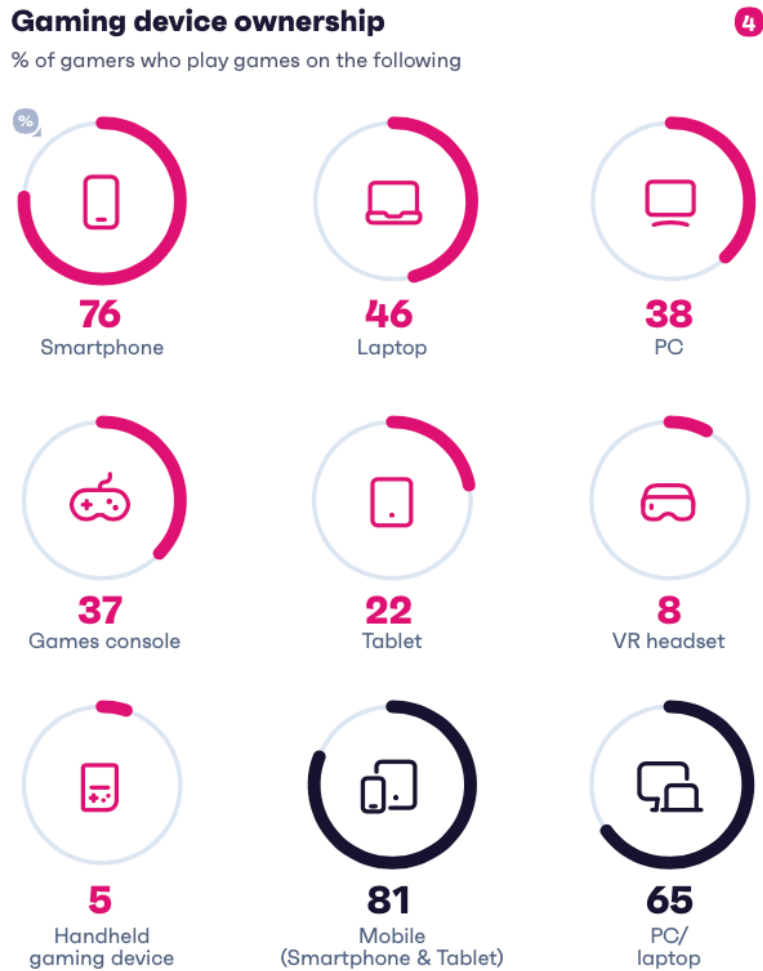 Gaming device ownership
4
% of gamers who play games on the following
%
76
Smartphone
46
Laptop
38
PC
37
Games console
22
Tablet
8
VR headset
5
Handheld
gaming device
81
Mobile
(Smartphone & Tablet)
65
PC/
laptop